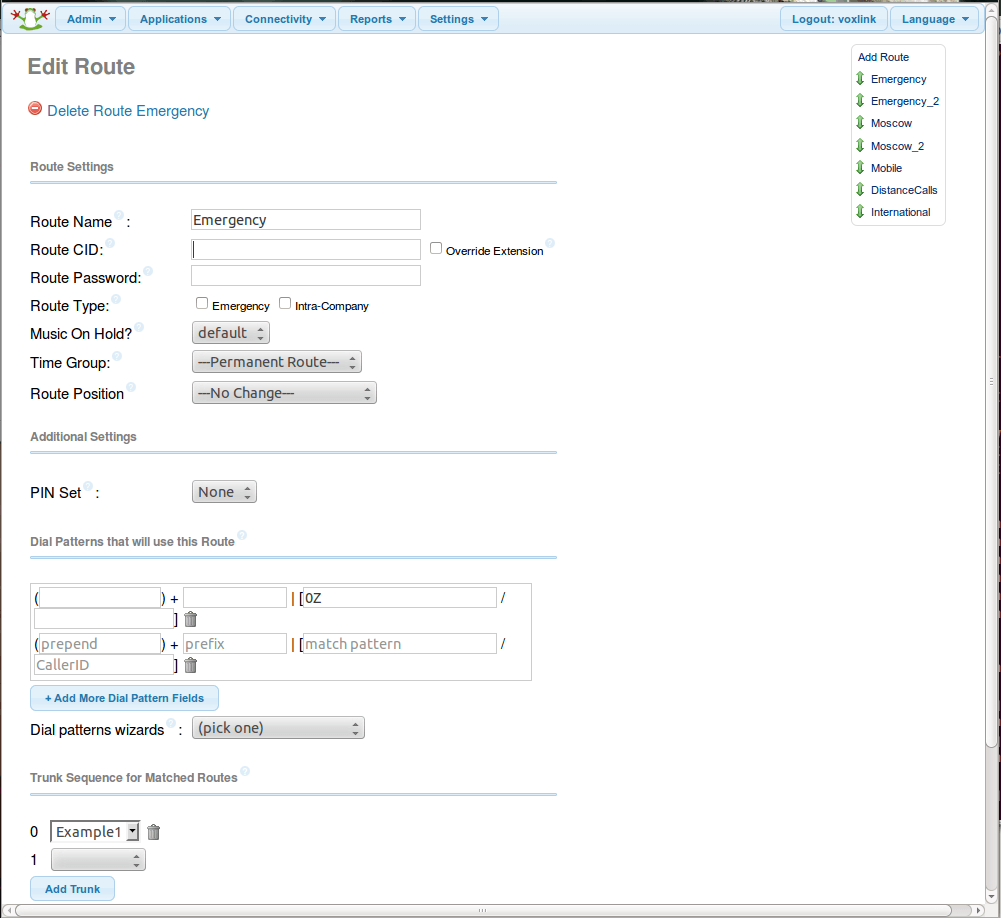 Admin Applications Connectivity Reports Settings Logout: voxlink Language
Edit Route
Delete Route Emergency
Add Route
Emergency
Emergency_2
Moscow
Moscow_2
Mobile
DistanceCalls
International
Route Settings
Route Name ? : Emergency
Route CID: ? Override Extension ?
Route Password: ?
Route Type: ? Emergency Intra-Company
Music On Hold? ? default
Time Group: ? ---Permanent Route---
Route Position ? ---No Change---
Additional Settings
PIN Set ? : None
Dial Patterns that will use this Route ?
( ) + | [0Z /
]
(prepend ) + prefix | [match pattern /
CallerID ]
+ Add More Dial Pattern Fields
Dial patterns wizards ? : (pick one)
Trunk Sequence for Matched Routes ?
0 Example1
1
Add Trunk